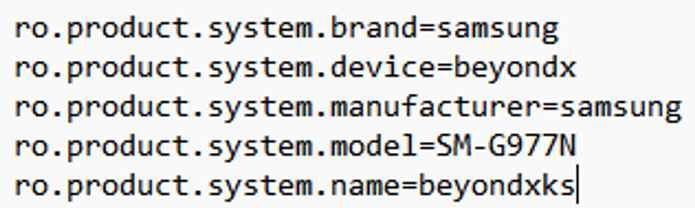 ro.product.system.brand=samsung
ro.product.system.device=beyondx
ro.product.system.manufacturer=samsung
ro.product.system.model=SM-G977N
ro.product.system.name=beyondxks